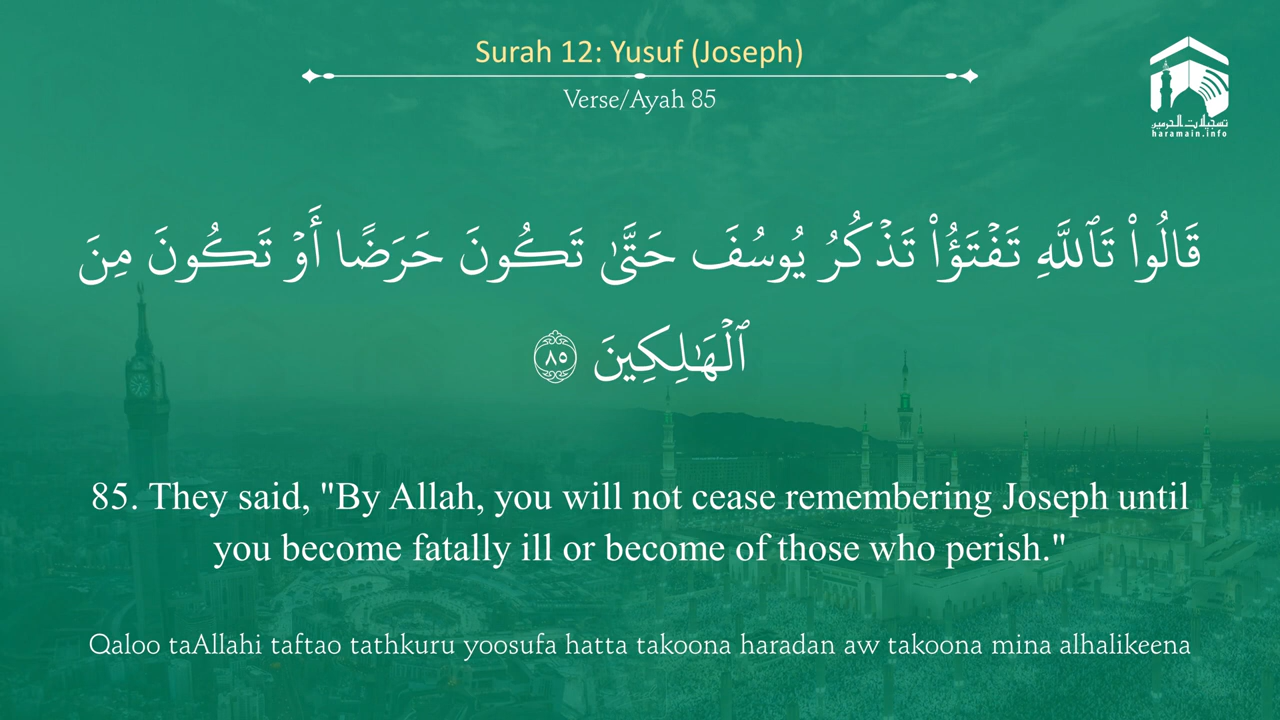 Surah 12: Yusuf (Joseph)
Verse/Ayah 85
تسجيلات الحرمين
haramain.info
قَالُوا۟ تَٱللَّهِ تَفْتَؤُا۟ تَذْكُرُ يُوسُفَ حَتَّىٰ تَكُونَ حَرَضًا أَوْ تَكُونَ مِنَ
ٱلْهَـٰلِكِينَ ٨٥
85. They said, "By Allah, you will not cease remembering Joseph until
you become fatally ill or become of those who perish."
Qaloo taAllahi taftao tathkuru yoosufa hatta takoona haradan aw takoona mina alhalikeena